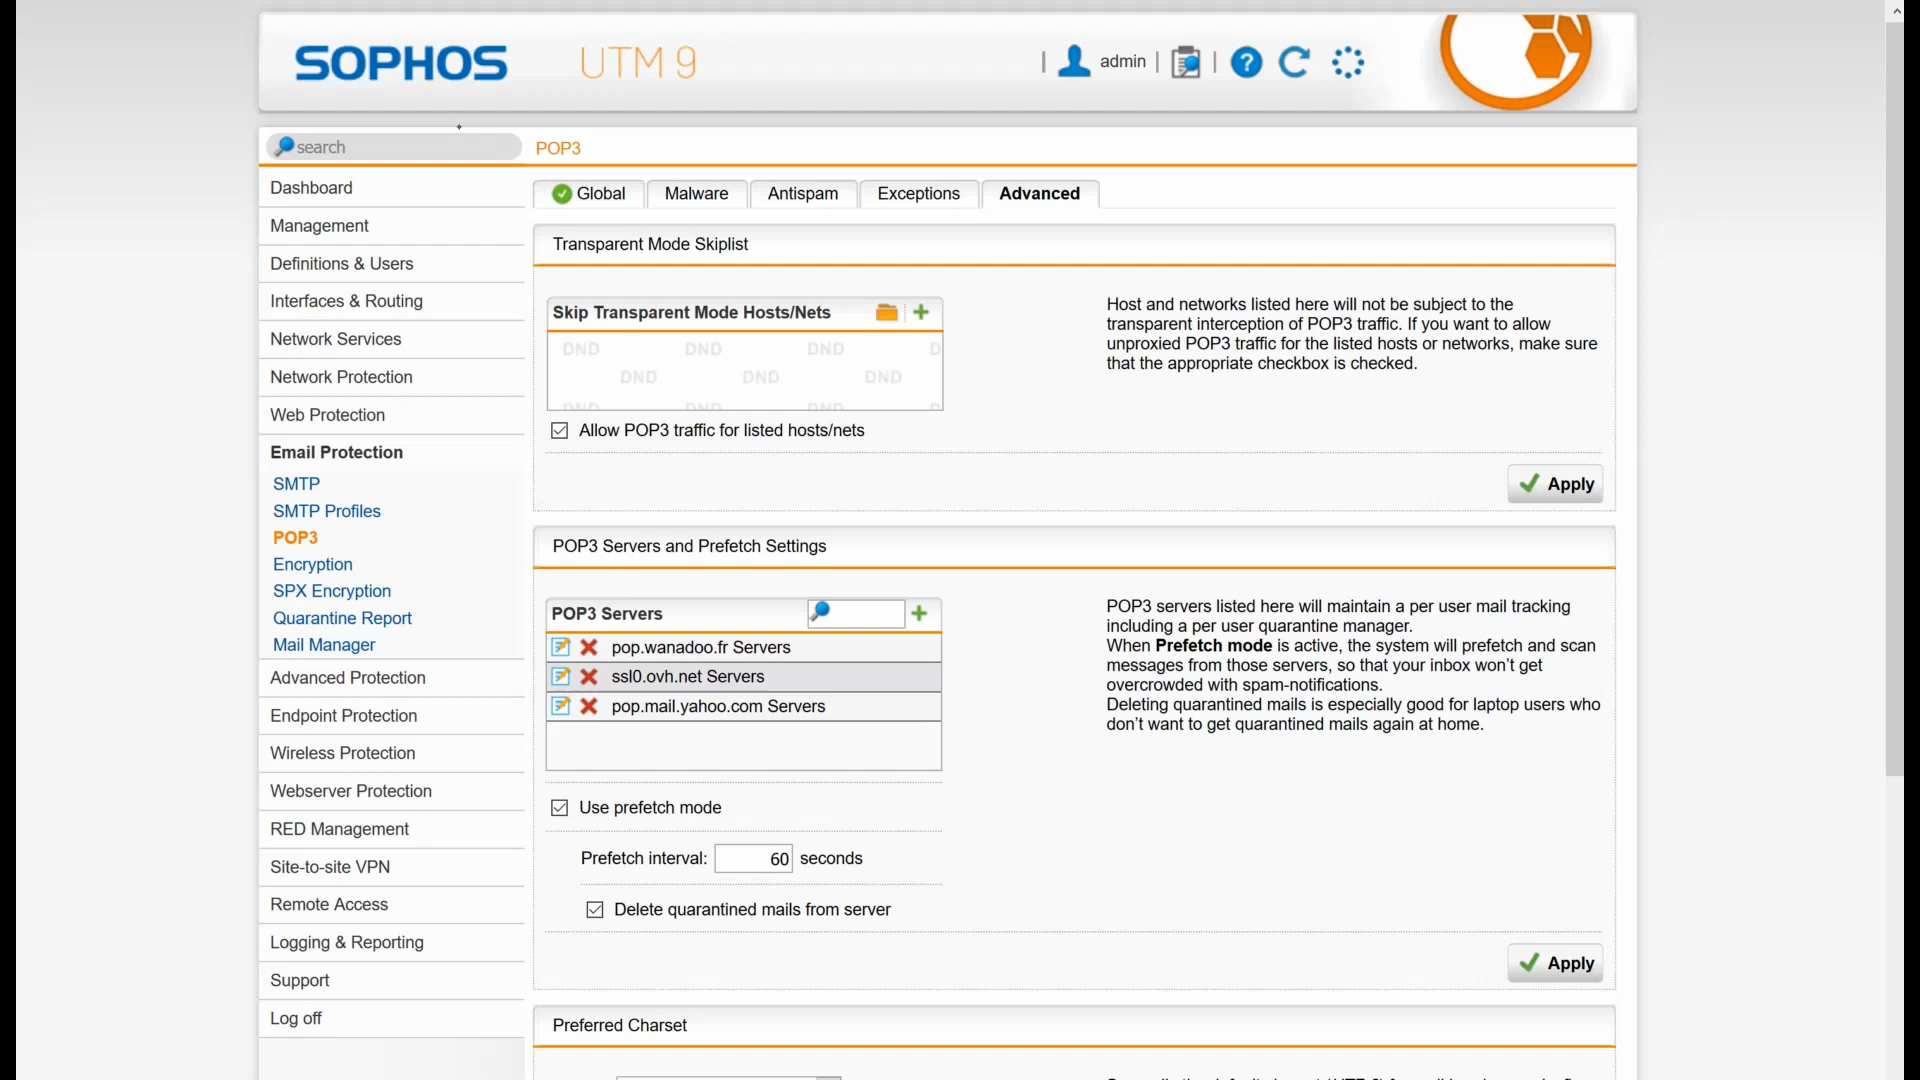 SOPHOS UTM 9
| admin | | ?
search
POP3
Dashboard
Management
Definitions & Users
Interfaces & Routing
Network Services
Network Protection
Web Protection
Email Protection
SMTP
SMTP Profiles
POP3
Encryption
SPX Encryption
Quarantine Report
Mail Manager
Advanced Protection
Endpoint Protection
Wireless Protection
Webserver Protection
RED Management
Site-to-site VPN
Remote Access
Logging & Reporting
Support
Log off
Global Malware Antispam Exceptions Advanced
Transparent Mode Skiplist
Skip Transparent Mode Hosts/Nets
DND DND DND D
DND DND DND
DND DND DND D
Allow POP3 traffic for listed hosts/nets
Host and networks listed here will not be subject to the
transparent interception of POP3 traffic. If you want to allow
unproxied POP3 traffic for the listed hosts or networks, make sure
that the appropriate checkbox is checked.
Apply
POP3 Servers and Prefetch Settings
POP3 Servers
pop.wanadoo.fr Servers
ssl0.ovh.net Servers
pop.mail.yahoo.com Servers
Use prefetch mode
Prefetch interval: 60 seconds
Delete quarantined mails from server
POP3 servers listed here will maintain a per user mail tracking
including a per user quarantine manager.
When Prefetch mode is active, the system will prefetch and scan
messages from those servers, so that your inbox won't get
overcrowded with spam-notifications.
Deleting quarantined mails is especially good for laptop users who
don't want to get quarantined mails again at home.
Apply
Preferred Charset